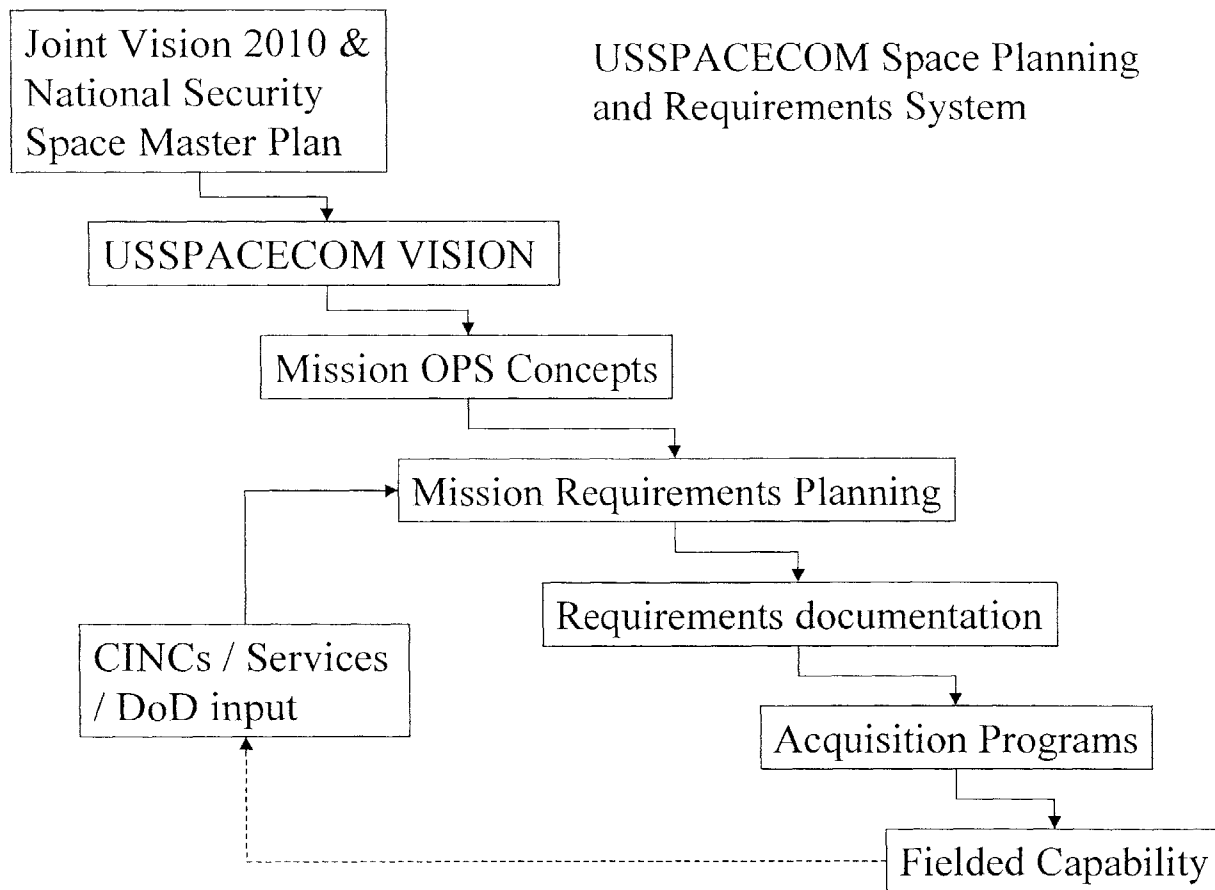 Joint Vision 2010 &
National Security
Space Master Plan
USSPACECOM Space Planning
and Requirements System
USSPACECOM VISION
Mission OPS Concepts
Mission Requirements Planning
Requirements documentation
CINCs / Services
/ DoD input
Acquisition Programs
Fielded Capability